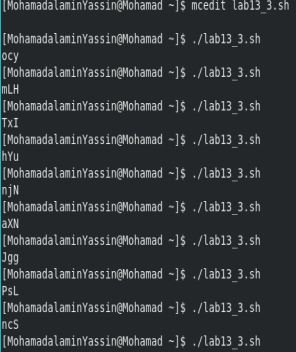 [MohamadalaminYassin@Mohamad ~]$ mcedit lab13_3.sh
[MohamadalaminYassin@Mohamad ~]$ ./lab13_3.sh
ocy
[MohamadalaminYassin@Mohamad ~]$ ./lab13_3.sh
mLH
[MohamadalaminYassin@Mohamad ~]$ ./lab13_3.sh
TxI
[MohamadalaminYassin@Mohamad ~]$ ./lab13_3.sh
hYu
[MohamadalaminYassin@Mohamad ~]$ ./lab13_3.sh
njN
[MohamadalaminYassin@Mohamad ~]$ ./lab13_3.sh
aXN
[MohamadalaminYassin@Mohamad ~]$ ./lab13_3.sh
Jgg
[MohamadalaminYassin@Mohamad ~]$ ./lab13_3.sh
PsL
[MohamadalaminYassin@Mohamad ~]$ ./lab13_3.sh
ncS
[MohamadalaminYassin@Mohamad ~]$ ./lab13_3.sh